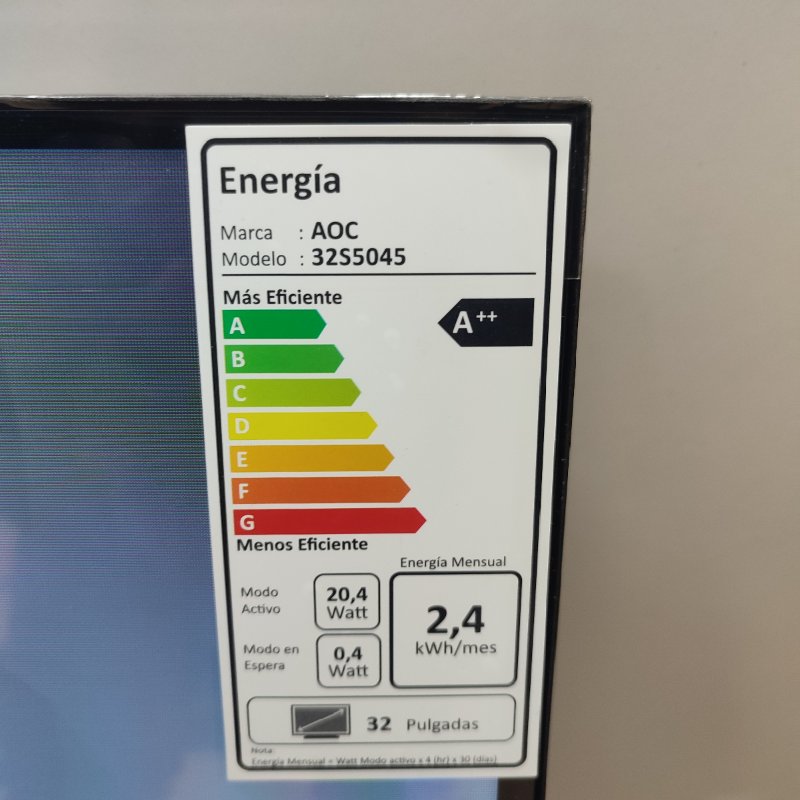 Energía
Marca : AOC
Modelo : 32S5045
Más Eficiente
A
A++
B
C
D
E
F
G
Menos Eficiente
Energía Mensual
Modo Activo
20,4 Watt
2,4 kWh/mes
Modo en Espera
0,4 Watt
32 Pulgadas
Nota:
Energía Mensual = Watt Modo activo x 4 (hr) x 30 (días)